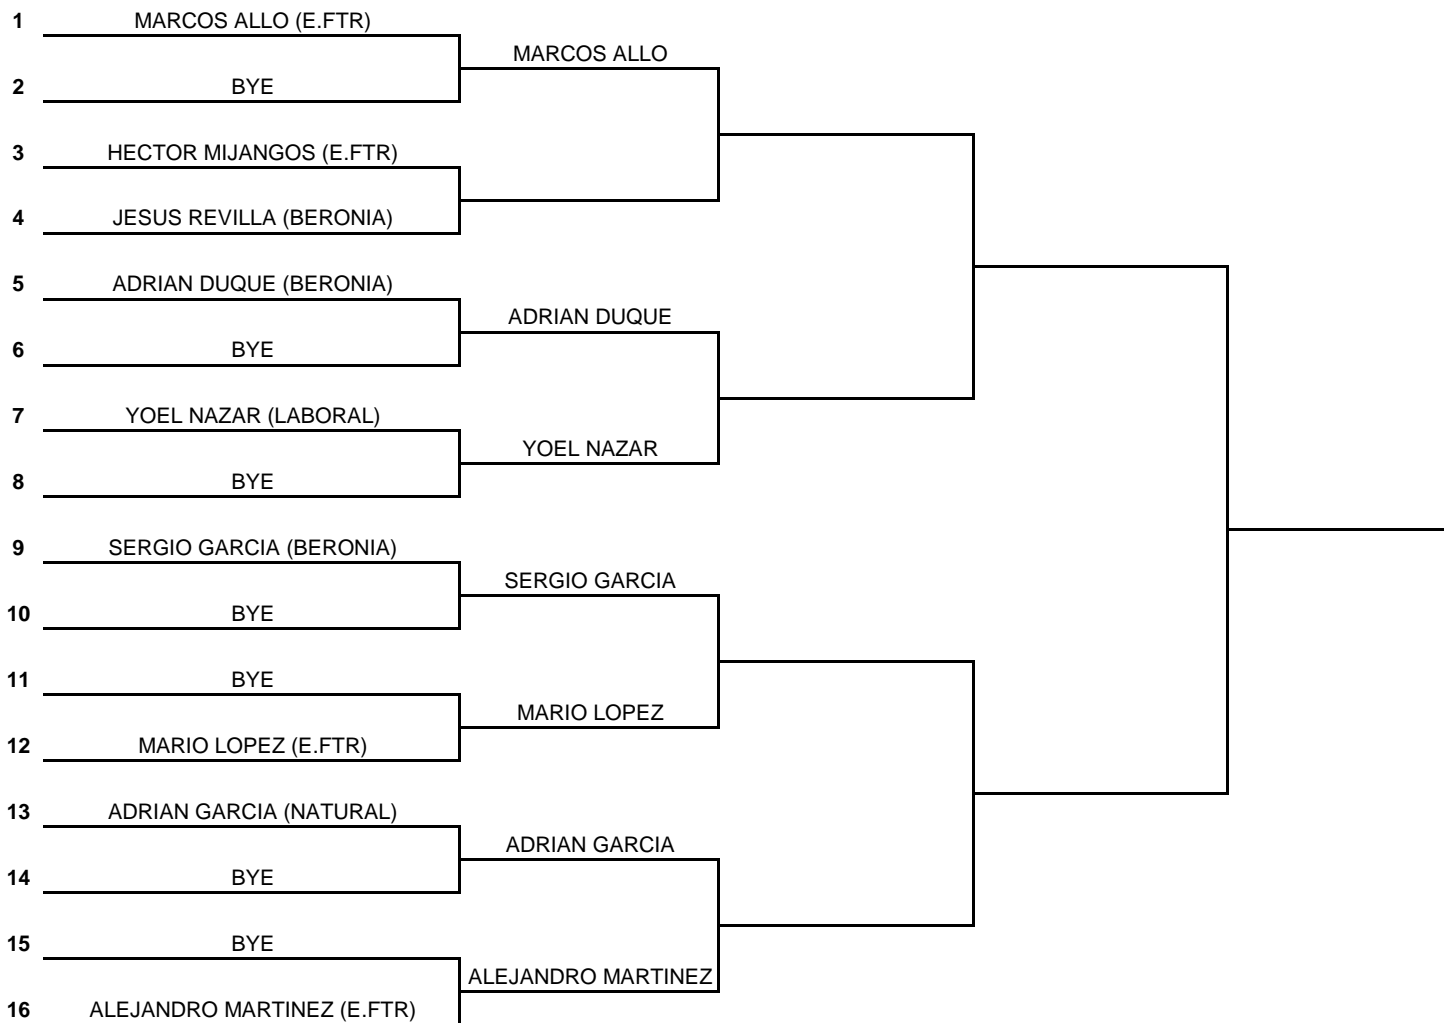 1 MARCOS ALLO (E.FTR)
MARCOS ALLO
2 BYE
3 HECTOR MIJANGOS (E.FTR)
4 JESUS REVILLA (BERONIA)
5 ADRIAN DUQUE (BERONIA)
ADRIAN DUQUE
6 BYE
7 YOEL NAZAR (LABORAL)
YOEL NAZAR
8 BYE
9 SERGIO GARCIA (BERONIA)
SERGIO GARCIA
10 BYE
11 BYE
MARIO LOPEZ
12 MARIO LOPEZ (E.FTR)
13 ADRIAN GARCIA (NATURAL)
ADRIAN GARCIA
14 BYE
15 BYE
ALEJANDRO MARTINEZ
16 ALEJANDRO MARTINEZ (E.FTR)